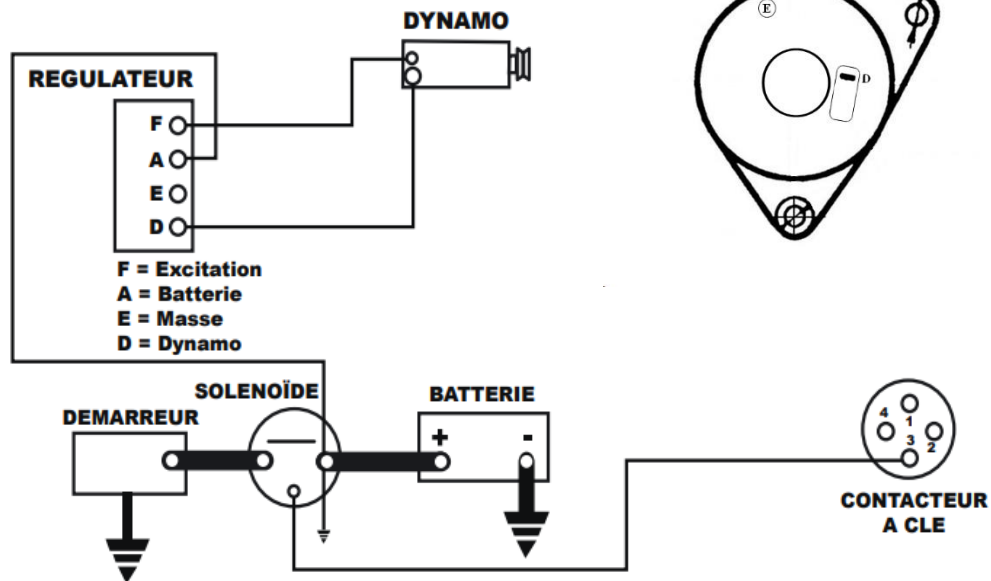 DYNAMO
E
D
REGULATEUR
F
A
E
D
F = Excitation
A = Batterie
E = Masse
D = Dynamo
SOLENOÏDE
BATTERIE
DEMARREUR
+ -
4
1
3
2
CONTACTEUR
A CLE